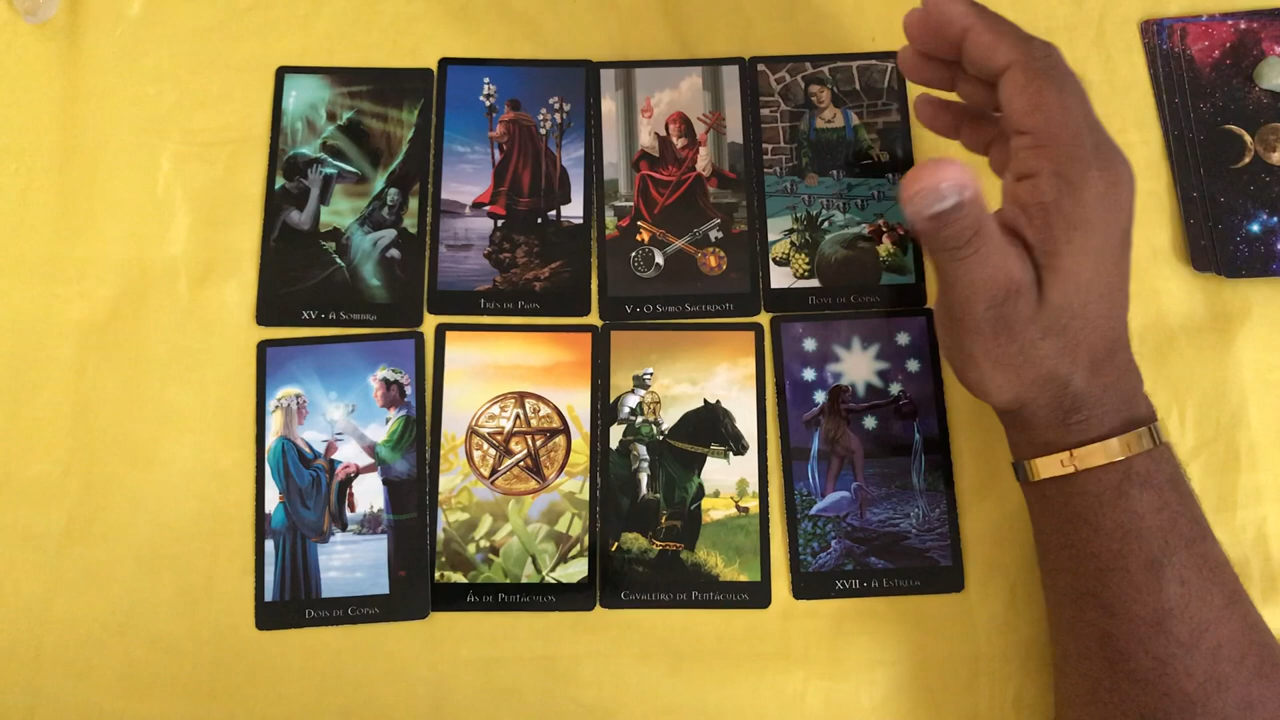 XV • A SOMBRA
TRÊS DE PAUS
V • O SUMO SACERDOTE
NOVE DE COPAS
DOIS DE COPAS
ÁS DE PENTÁCULOS
CAVALEIRO DE PENTÁCULOS
XVII • A ESTRELA